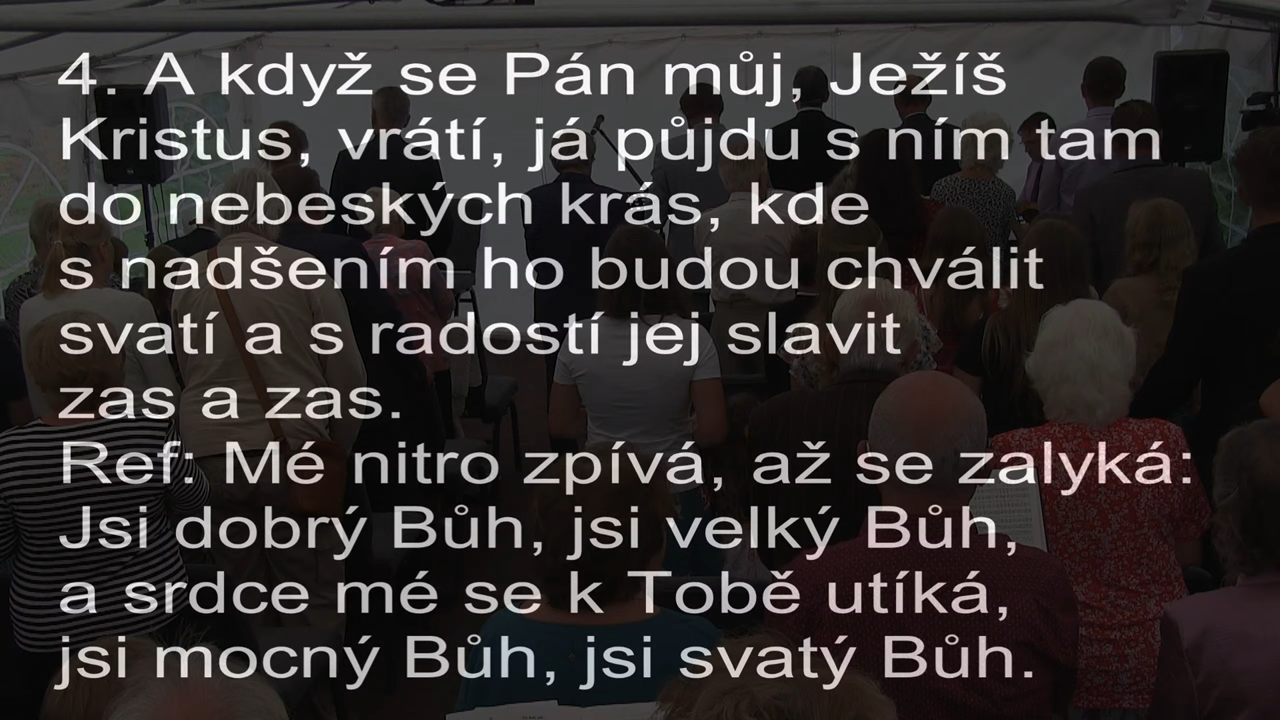 4. A když se Pán můj, Ježíš
Kristus, vrátí, já půjdu s ním tam
do nebeských krás, kde
s nadšením ho budou chválit
svatí a s radostí jej slavit
zas a zas.
Ref: Mé nitro zpívá, až se zalyká:
Jsi dobrý Bůh, jsi velký Bůh,
a srdce mé se k Tobě utíká,
jsi mocný Bůh, jsi svatý Bůh.